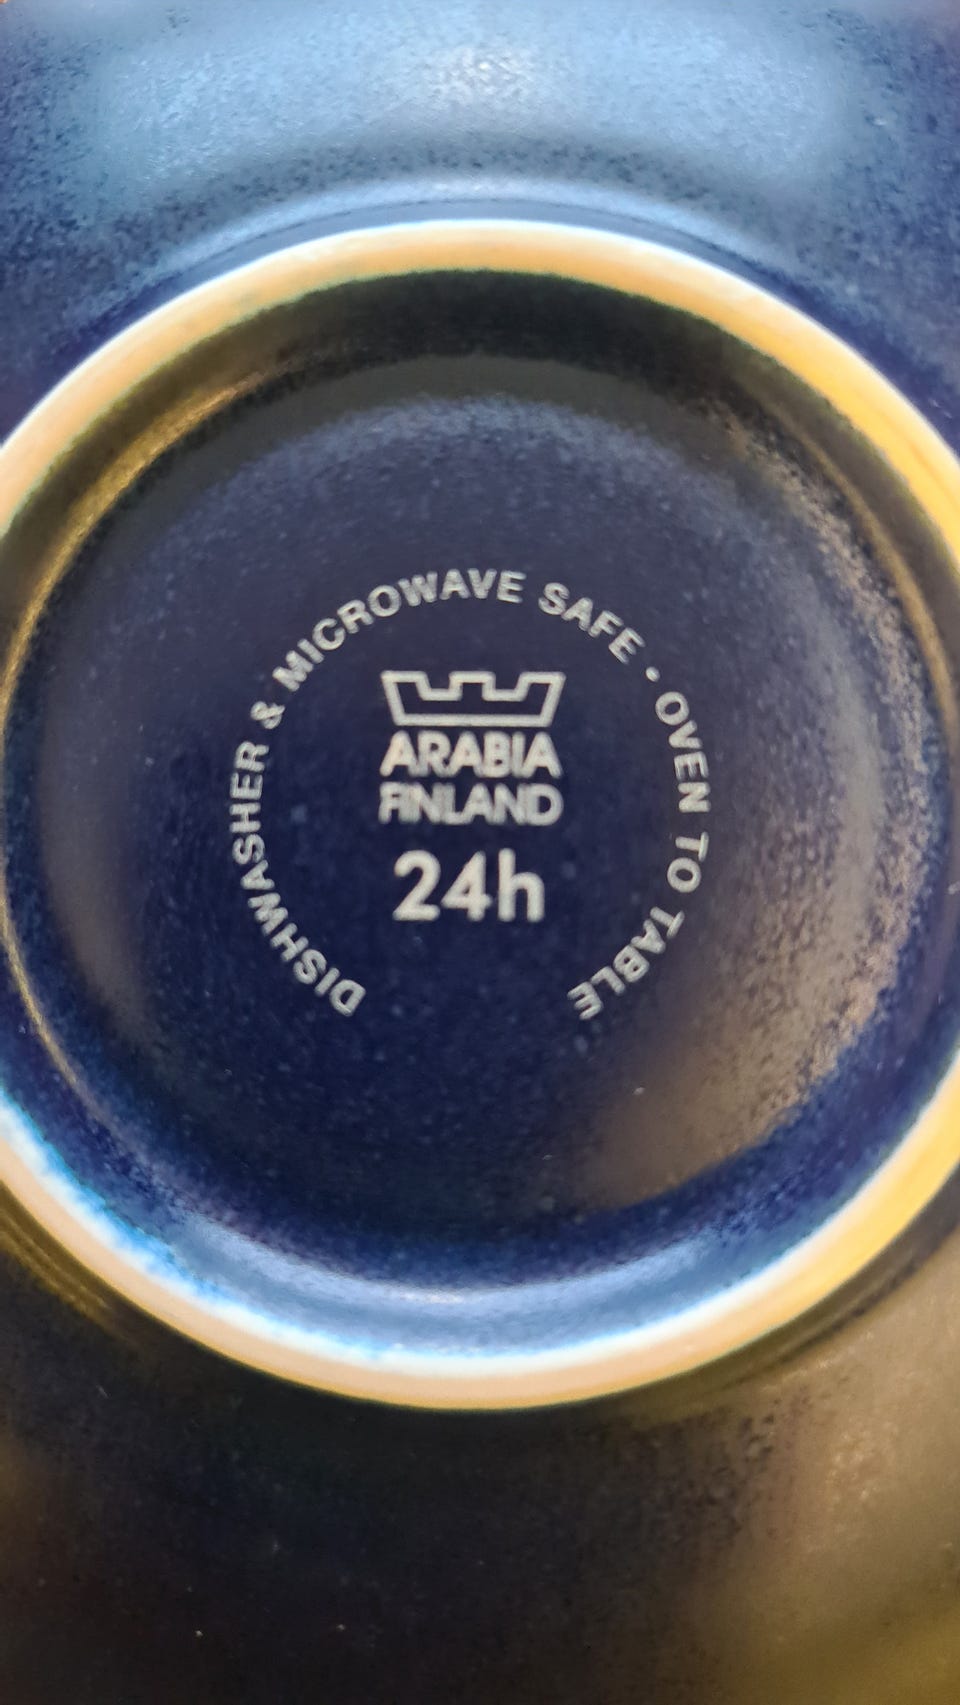 DISHWASHER & MICROWAVE SAFE · OVEN TO TABLE
ARABIA
FINLAND
24h